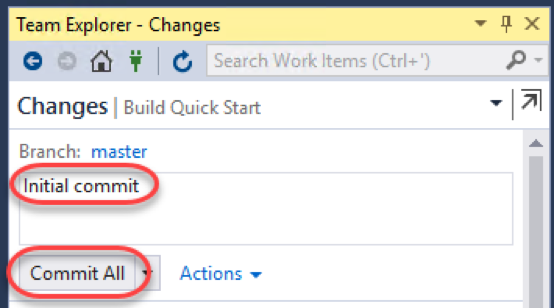 Team Explorer - Changes
Search Work Items (Ctrl+')
Changes | Build Quick Start
Branch: master
Initial commit
Commit All Actions